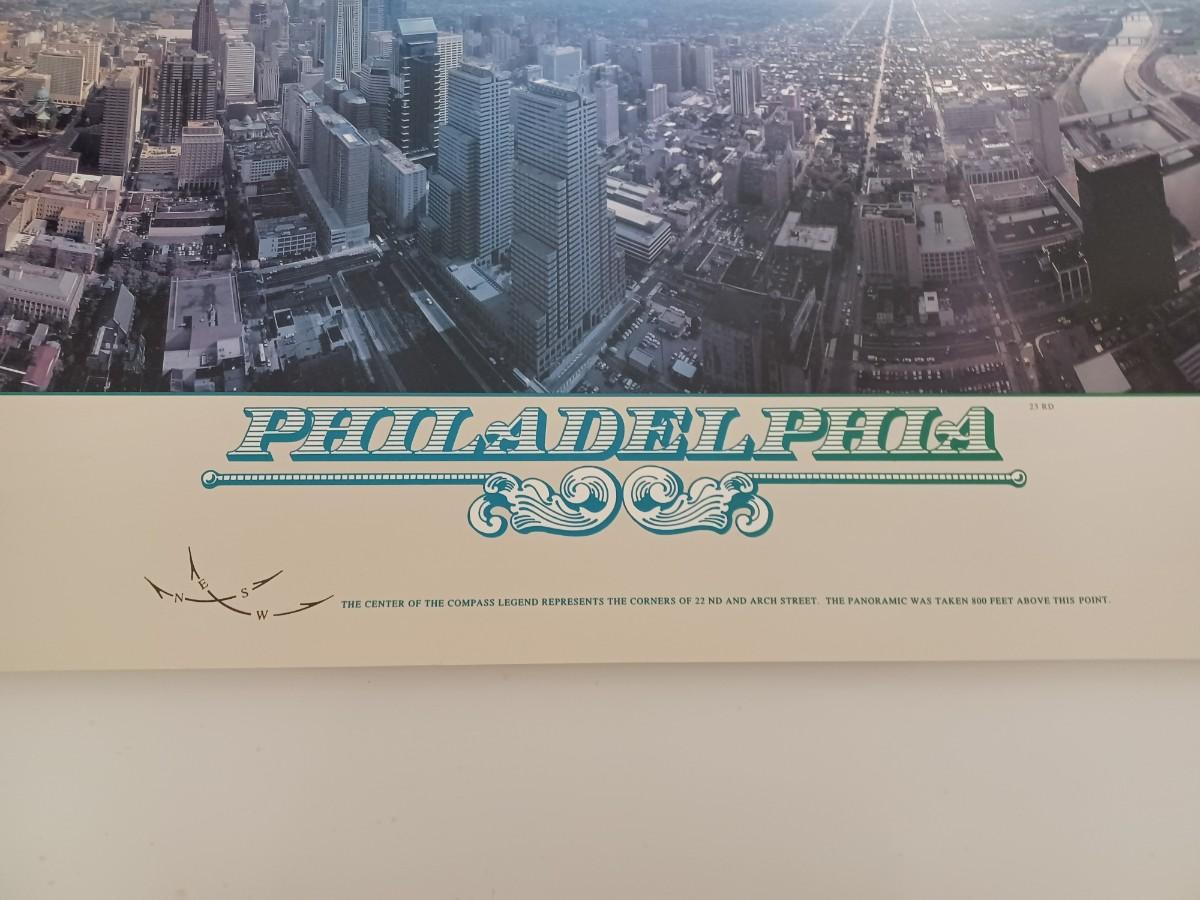 PHILADELPHIA
23 RD
N E S W
THE CENTER OF THE COMPASS LEGEND REPRESENTS THE CORNERS OF 22 ND AND ARCH STREET. THE PANORAMIC WAS TAKEN 800 FEET ABOVE THIS POINT.